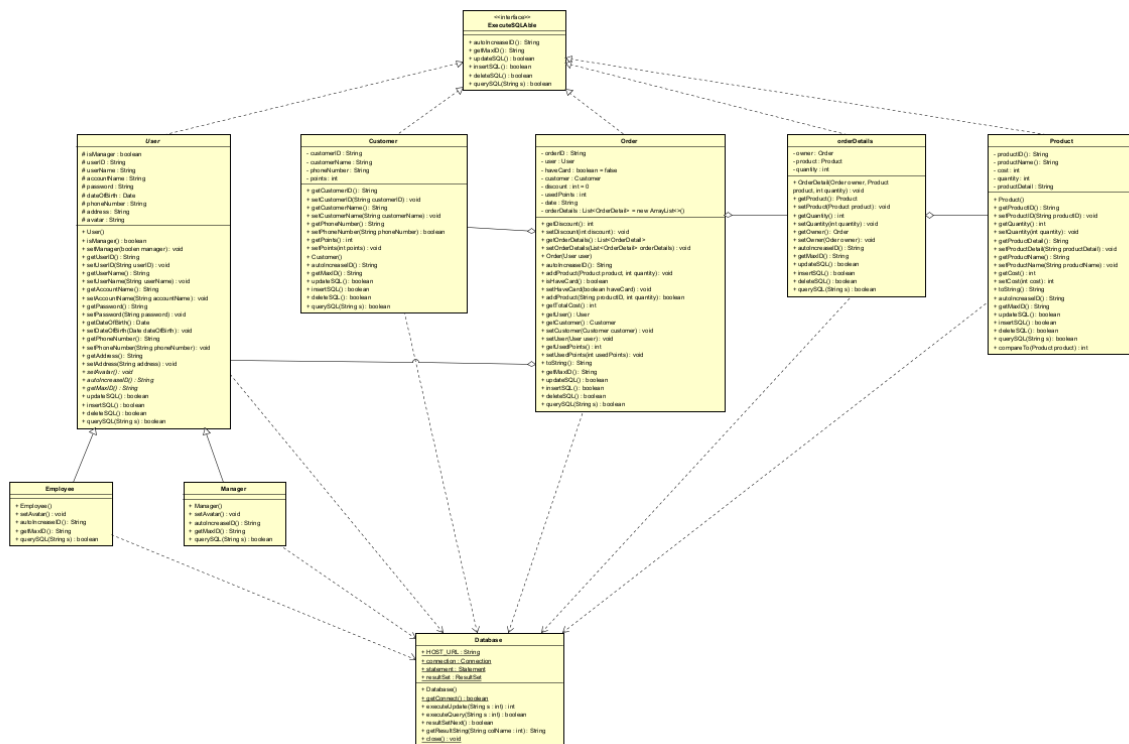 <<interface>>
ExecuteSQLAble
+ autoIncreaseID() : String
+ getMaxID() : String
+ updateSQL() : boolean
+ insertSQL() : boolean
+ deleteSQL() : boolean
+ querySQL(String s) : boolean
User
# isManager : boolean
# userID : String
# userName : String
# accountName : String
# password : String
# dateOfBirth : Date
# phoneNumber : String
# address : String
# avatar : String
+ User()
+ isManager() : boolean
+ setManager(boolen manager) : void
+ getUserID() : String
+ setUserID(String userID) : void
+ getUserName() : String
+ setUserName(String userName) : void
+ getAccountName() : String
+ setAccountName(String accountName) : void
+ getPassword() : String
+ setPassword(String password) : void
+ getDateOfBirth() : Date
+ setDateOfBirth(Date dateOfBirth) : void
+ getPhoneNumber() : String
+ setPhoneNumber(String phoneNumber) : void
+ getAddress() : String
+ setAddress(String address) : void
+ setAvatar() : void
+ autoIncreaseID() : String
+ getMaxID() : String
+ updateSQL() : boolean
+ insertSQL() : boolean
+ deleteSQL() : boolean
+ querySQL(String s) : boolean
Customer
- customerID : String
- customerName : String
- phoneNumber : String
- points : int
+ getCustomerID() : String
+ setCustomerID(String customerID) : void
+ getCustomerName() : String
+ setCustomerName(String customerName) : void
+ getPhoneNumber() : String
+ setPhoneNumber(String phoneNumber) : boolean
+ getPoints() : int
+ setPoints(int points) : void
+ Customer()
+ autoIncreaseID() : String
+ getMaxID() : String
+ updateSQL() : boolean
+ insertSQL() : boolean
+ deleteSQL() : boolean
+ querySQL(String s) : boolean
Order
- orderID : String
- user : User
- haveCard : boolean = false
- customer : Customer
- discount : int = 0
- usedPoints : int
- date : String
- orderDetails : List<OrderDetail> = new ArrayList<>()
+ getDiscount() : int
+ setDiscount(int discount) : void
+ getOrderDetails() : List<OrderDetail>
+ setOrderDetails(List<OrderDetail> orderDetails) : void
+ Order(User user)
+ autoIncreaseID() : String
+ addProduct(Product product, int quantity) : void
+ isHaveCard() : boolean
+ setHaveCard(boolean haveCard) : void
+ addProduct(String productID, int quantity) : boolean
+ getTotalCost() : int
+ getUser() : User
+ getCustomer() : Customer
+ setCustomer(Customer customer) : void
+ setUser(User user) : void
+ getUsedPoints() : int
+ setUsedPoints(int usedPoints) : void
+ toString() : String
+ getMaxID() : String
+ updateSQL() : boolean
+ insertSQL() : boolean
+ deleteSQL() : boolean
+ querySQL(String s) : boolean
orderDetails
- owner : Order
- product : Product
- quantity : int
+ OrderDetail(Order owner, Product
product, int quantity) : void
+ getProduct() : Product
+ setProduct(Product product) : void
+ getQuantity() : int
+ setQuantity(int quantity) : void
+ getOwner() : Order
+ setOwner(Order owner) : void
+ autoIncreaseID() : String
+ getMaxID() : String
+ updateSQL() : boolean
+ insertSQL() : boolean
+ deleteSQL() : boolean
+ querySQL(String s) : boolean
Product
- productID() : String
- productName() : String
- cost : int
- quantity : int
- productDetail : String
+ Product()
+ getProductID() : String
+ setProductID(String productID) : void
+ getQuantity() : int
+ setQuantity(int quantity) : void
+ getProductDetail() : String
+ setProductDetail(String productDetail) : void
+ getProductName() : String
+ setProductName(String productName) : void
+ getCost() : int
+ setCost(int cost) : int
+ toString() : String
+ autoIncreaseID() : String
+ getMaxID() : String
+ updateSQL() : boolean
+ insertSQL() : boolean
+ deleteSQL() : boolean
+ querySQL(String s) : boolean
+ compareTo(Product product) : int
Employee
+ Employee()
+ setAvatar() : void
+ autoIncreaseID() : String
+ getMaxID() : String
+ querySQL(String s) : boolean
Manager
+ Manager()
+ setAvatar() : void
+ autoIncreaseID() : String
+ getMaxID() : String
+ querySQL(String s) : boolean
Database
+ HOST_URL : String
+ connection : Connection
+ statement : Statement
+ resultSet : ResultSet
+ Database()
+ getConnect() : boolean
+ executeUpdate(String s : int) : int
+ executeQuery(String s : int) : boolean
+ resultSetNext() : boolean
+ getResultString(String colName : int) : String
+ close() : void